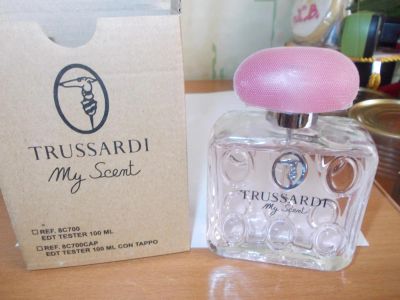 TRUSSARDI
My Scent
REF. 8C700
EDT TESTER 100 ML
REF. 8C700CAP
EDT TESTER 100 ML CON TAPPO
TRUSSARDI
My Scent